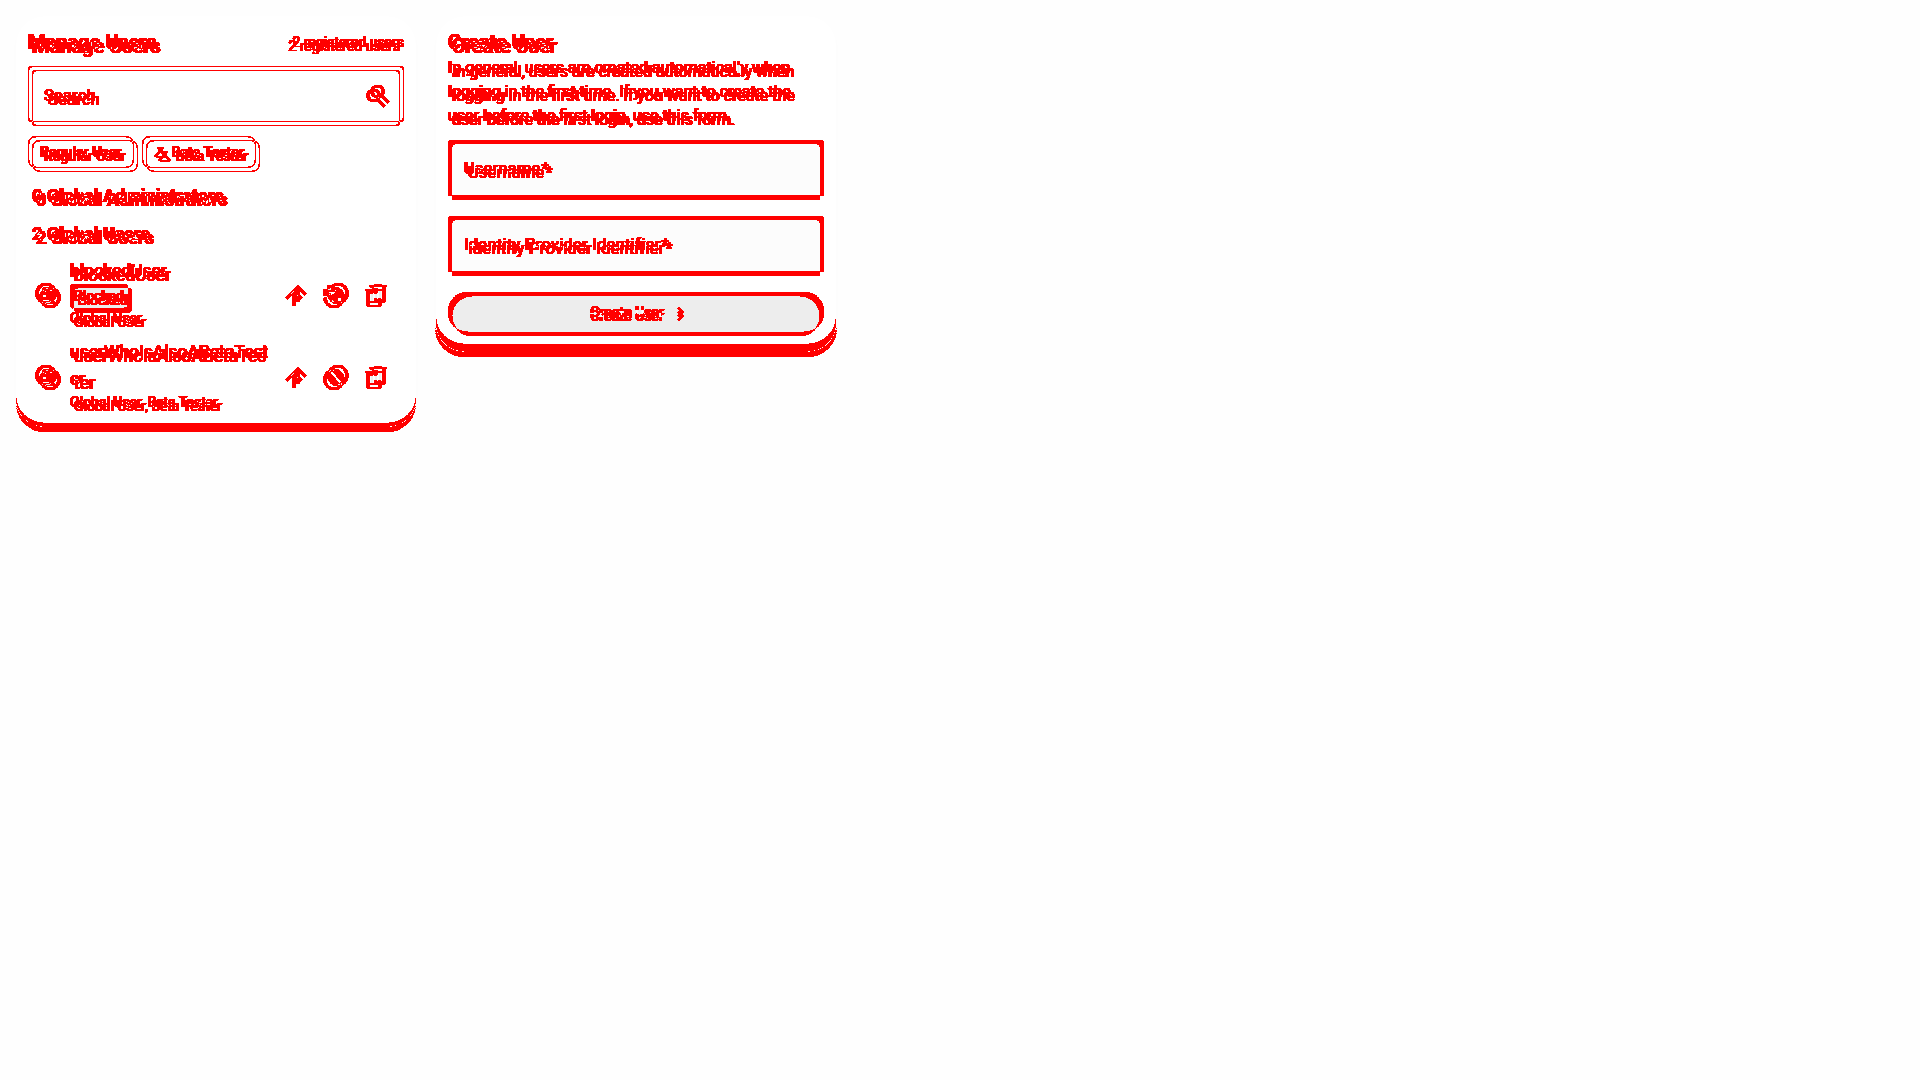 Manage Users
2 registered users
Search
Regular User
Beta Tester
0 Global Administrators
2 Global Users
blockedUser
Blocked
Global User
userWhoIsAlsoABetaTest
er
Global User, Beta Tester
Create User
In general, users are created automatically when
logging in the first time. If you want to create the
user before the first login, use this form.
Username*
Identity Provider Identifier*
Create User